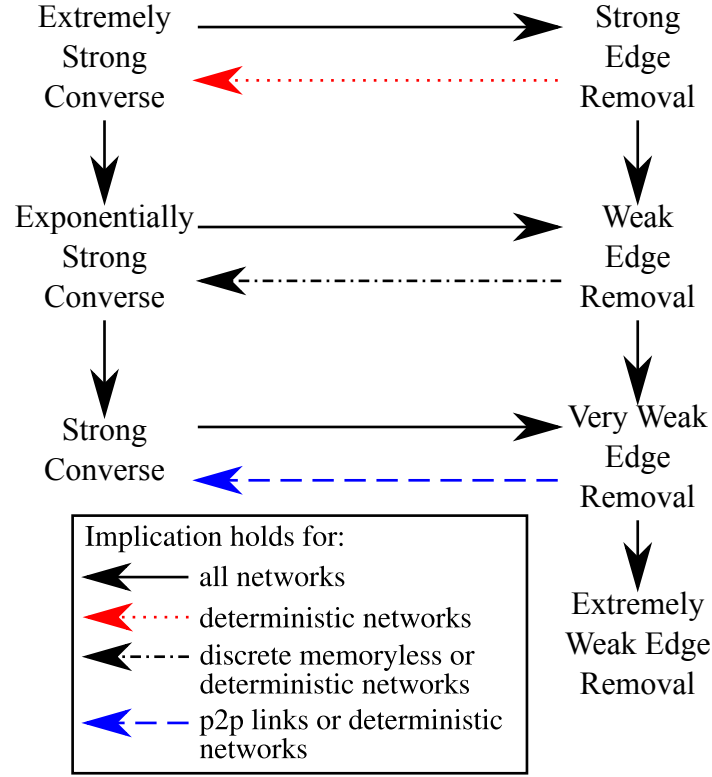 Extremely
Strong
Converse
Strong
Edge
Removal
Exponentially
Strong
Converse
Weak
Edge
Removal
Strong
Converse
Very Weak
Edge
Removal
Extremely
Weak Edge
Removal
Implication holds for:
all networks
deterministic networks
discrete memoryless or
deterministic networks
p2p links or deterministic
networks